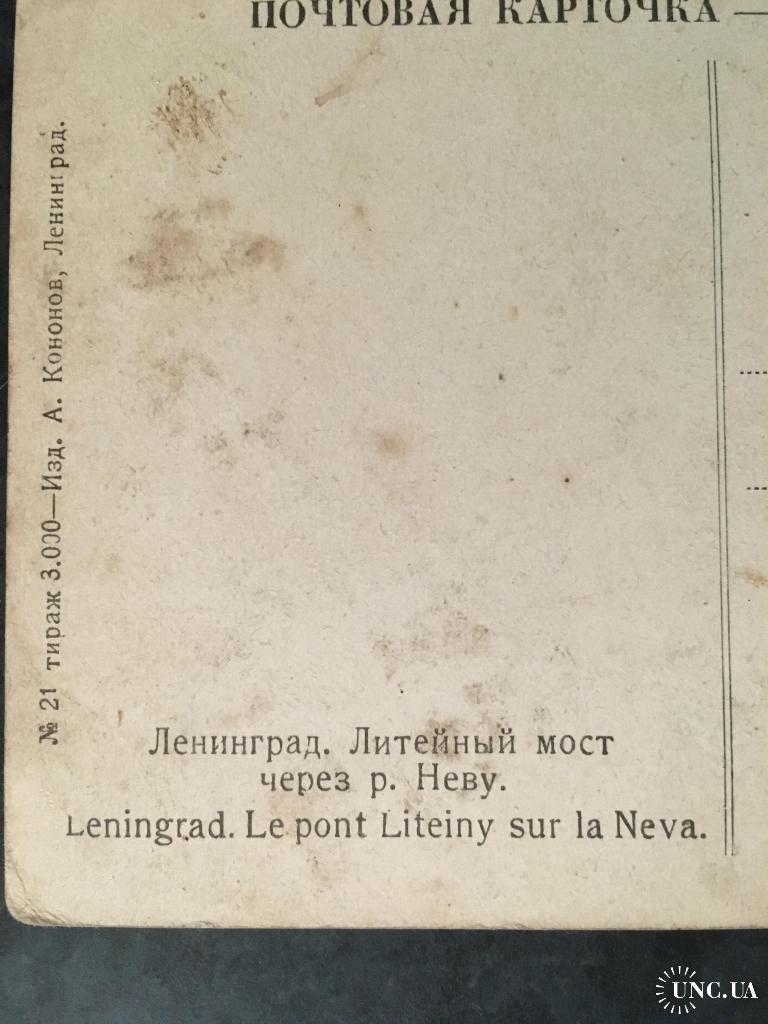 ПОЧТОВАЯ КАРТОЧКА —
№ 21 тираж 3.000—Изд. А. Кононов, Ленинград.
Ленинград. Литейный мост
через р. Неву.
Leningrad. Le pont Liteiny sur la Neva.
UNC.UA